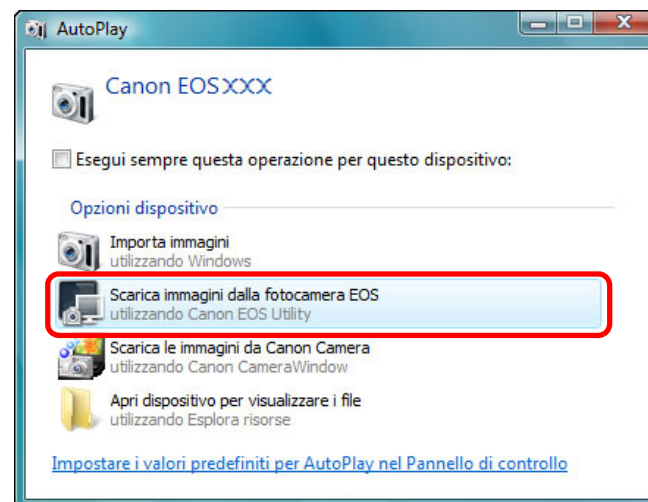 AutoPlay
Canon EOS XXX
Esegui sempre questa operazione per questo dispositivo:
Opzioni dispositivo
Importa immagini
utilizzando Windows
Scarica immagini dalla fotocamera EOS
utilizzando Canon EOS Utility
Scarica le immagini da Canon Camera
utilizzando Canon CameraWindow
Apri dispositivo per visualizzare i file
utilizzando Esplora risorse
Impostare i valori predefiniti per AutoPlay nel Pannello di controllo